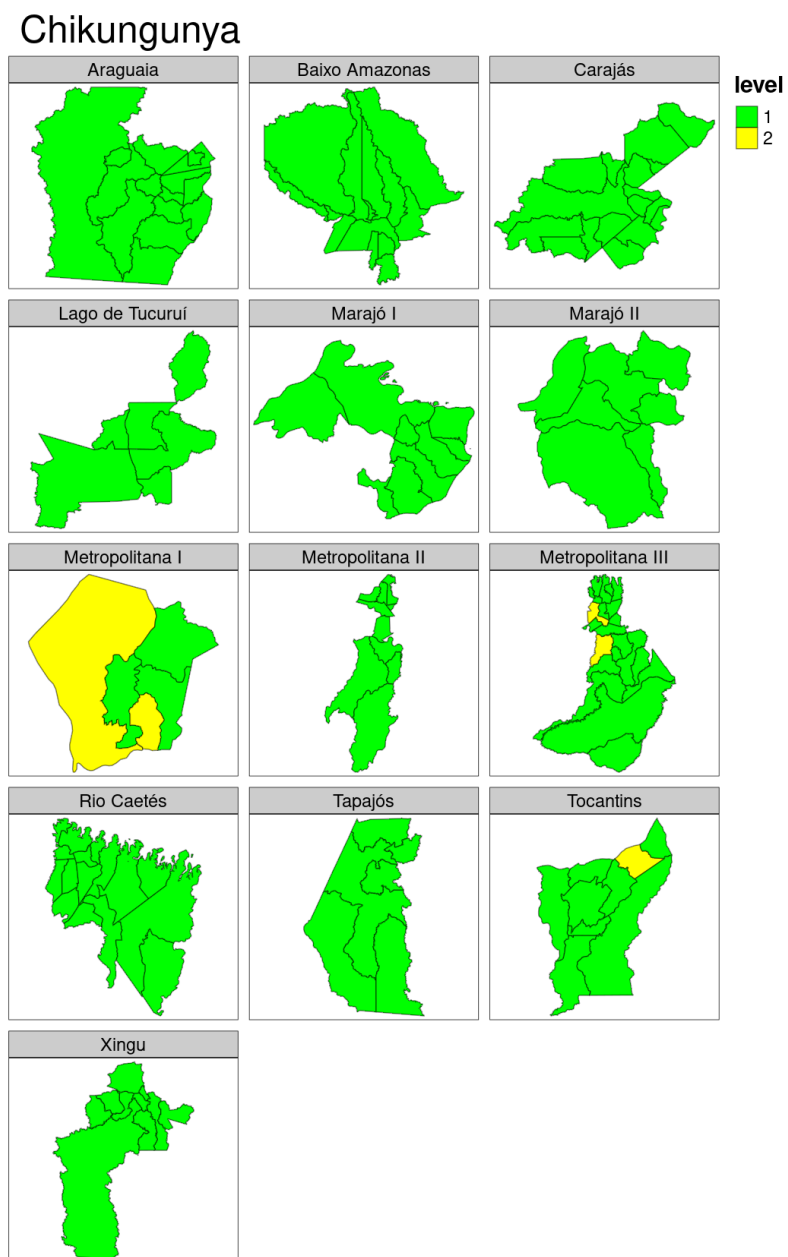 Chikungunya
Araguaia
Baixo Amazonas
Carajás
level
1
2
Lago de Tucuruí
Marajó I
Marajó II
Metropolitana I
Metropolitana II
Metropolitana III
Rio Caetés
Tapajós
Tocantins
Xingu